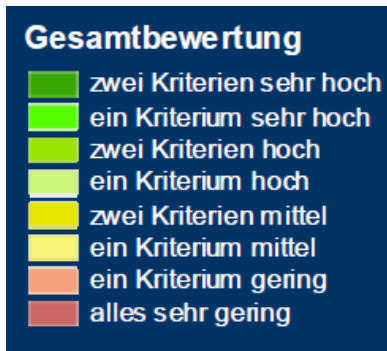 Gesamtbewertung
zwei Kriterien sehr hoch
ein Kriterium sehr hoch
zwei Kriterien hoch
ein Kriterium hoch
zwei Kriterien mittel
ein Kriterium mittel
ein Kriterium gering
alles sehr gering